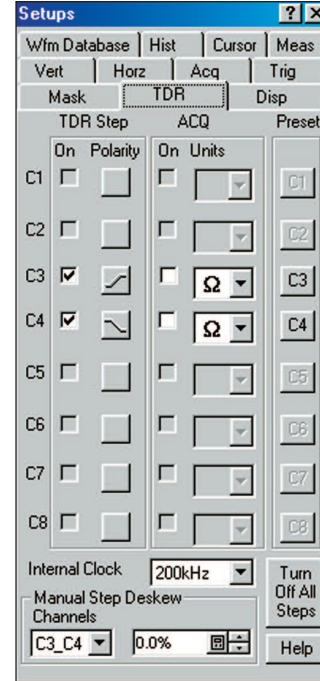 Setups ? ×
Wfm Database Hist Cursor Meas
Vert Horz Acq Trig
Mask TDR Disp
TDR Step ACQ Preset
On Polarity On Units
C1 C1
C2 C2
C3 Ω C3
C4 Ω C4
C5 C5
C6 C6
C7 C7
C8 C8
Internal Clock 200kHz Turn
Off All
Steps
Manual Step Deskew
Channels
C3_C4 0.0% Help